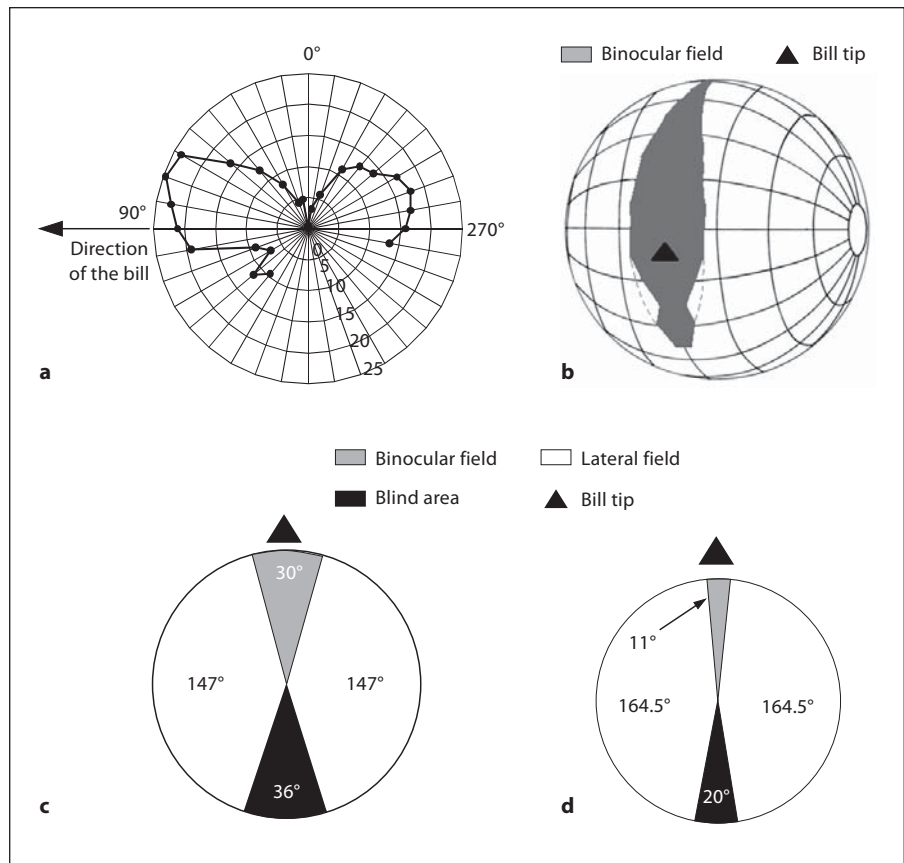 0°
90°
Direction
of the bill
270°
0
5
10
15
20
25
a
Binocular field
Bill tip
b
Binocular field
Lateral field
Blind area
Bill tip
30°
147°
147°
36°
c
11°
164.5°
164.5°
20°
d